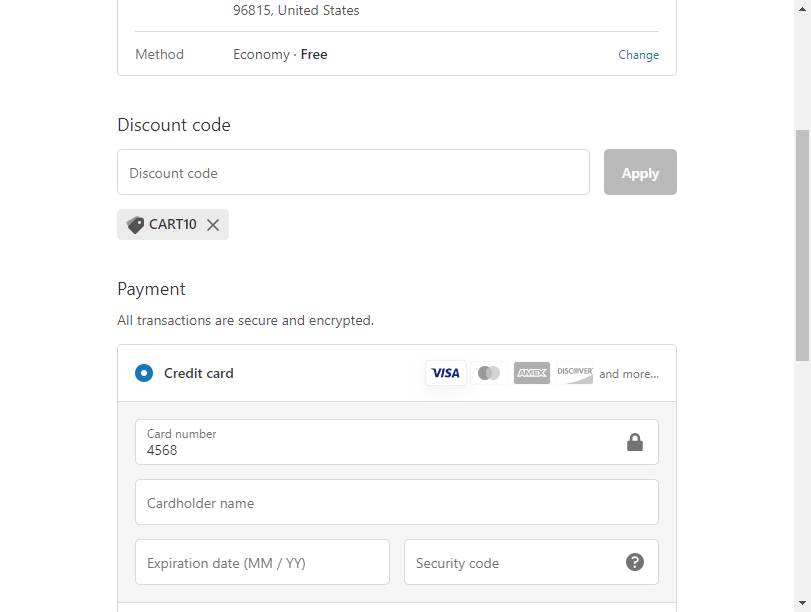 96815, United States
Method Economy · Free Change
Discount code
Discount code Apply
CART10
Payment
All transactions are secure and encrypted.
Credit card VISA AMEX DISCOVER and more...
Card number
4568
Cardholder name
Expiration date (MM / YY) Security code ?